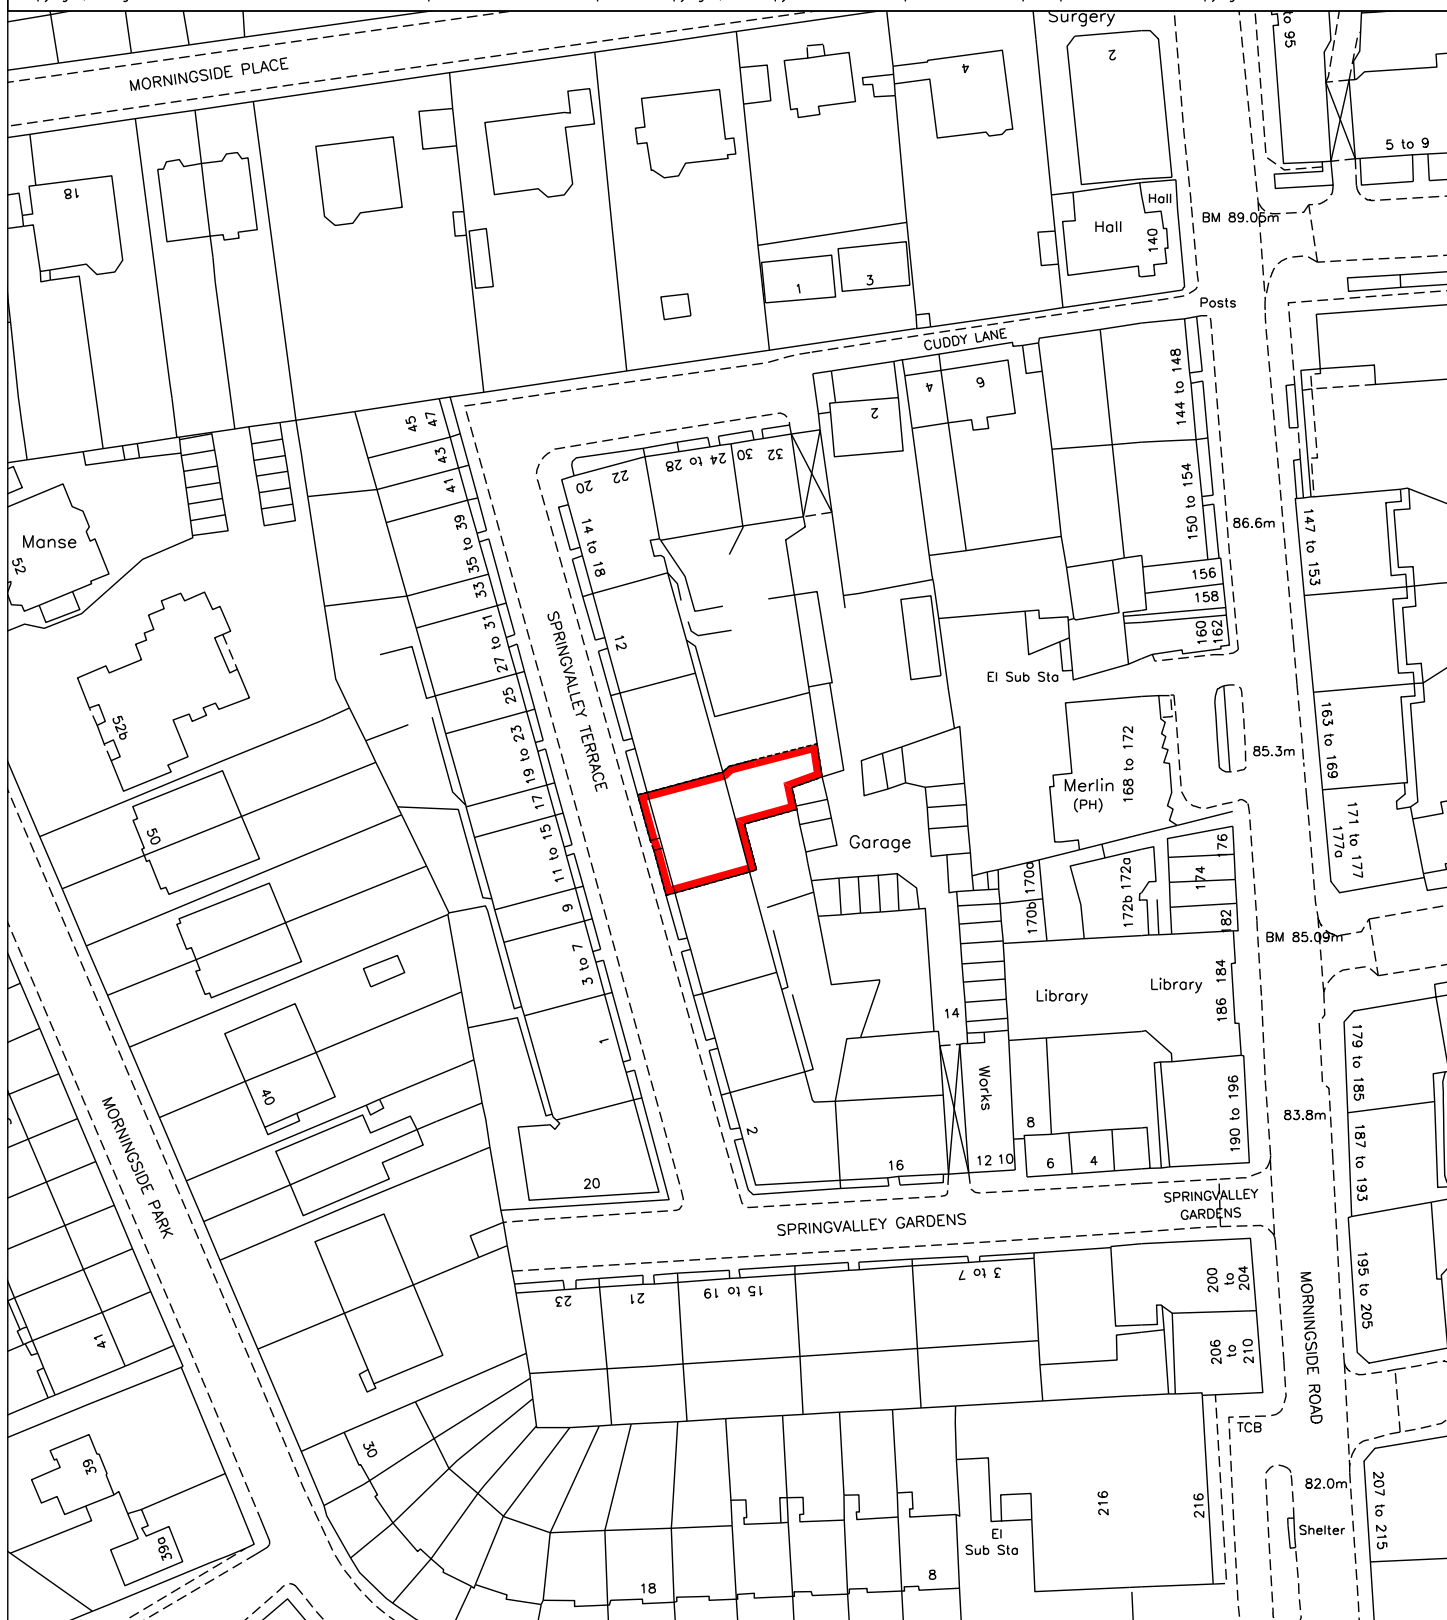 Surgery
2
to 95
MORNINGSIDE PLACE
4
5 to 9
18
Hall
Hall
140
BM 89.05m
1
3
Posts
CUDDY LANE
144 to 148
4
6
2
45
47
43
41
35 to 39
33
27 to 31
25
19 to 23
17
11 to 15
9
3 to 7
1
20
22
24 to 28
30
32
14 to 18
12
150 to 154
86.6m
147 to 153
Manse
52
52b
156
158
160
162
El Sub Sta
SPRINGVALLEY TERRACE
163 to 169
85.3m
Merlin
(PH)
168 to 172
171 to 177
177a
50
Garage
176
174
170a
170b
172a
172b
182
BM 85.09m
Library
Library
184
186
14
179 to 185
40
Works
8
190 to 196
83.8m
187 to 193
MORNINGSIDE PARK
2
16
12 10
6
4
20
SPRINGVALLEY GARDENS
SPRINGVALLEY
GARDENS
195 to 205
23
21
15 to 19
3 to 7
200
to
204
206
to
210
MORNINGSIDE ROAD
41
TCB
30
39
39a
82.0m
207 to 215
216
216
El
Sub Sta
Shelter
18
8